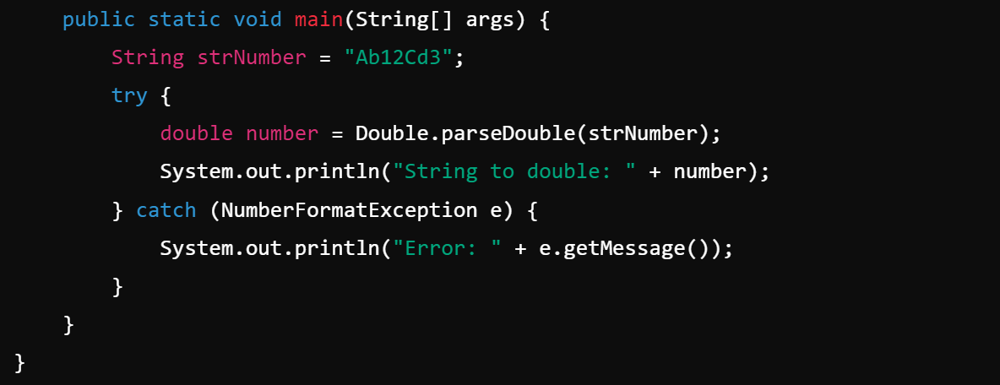 public static void main(String[] args) {
String strNumber = "Ab12Cd3";
try {
double number = Double.parseDouble(strNumber);
System.out.println("String to double: " + number);
} catch (NumberFormatException e) {
System.out.println("Error: " + e.getMessage());
}
}
}